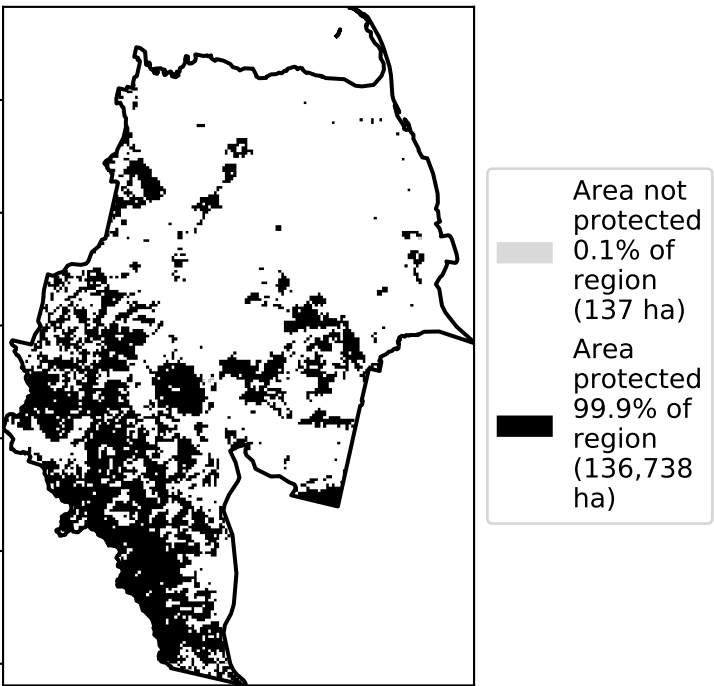 Area not
protected
0.1% of
region
(137 ha)
Area
protected
99.9% of
region
(136,738
ha)